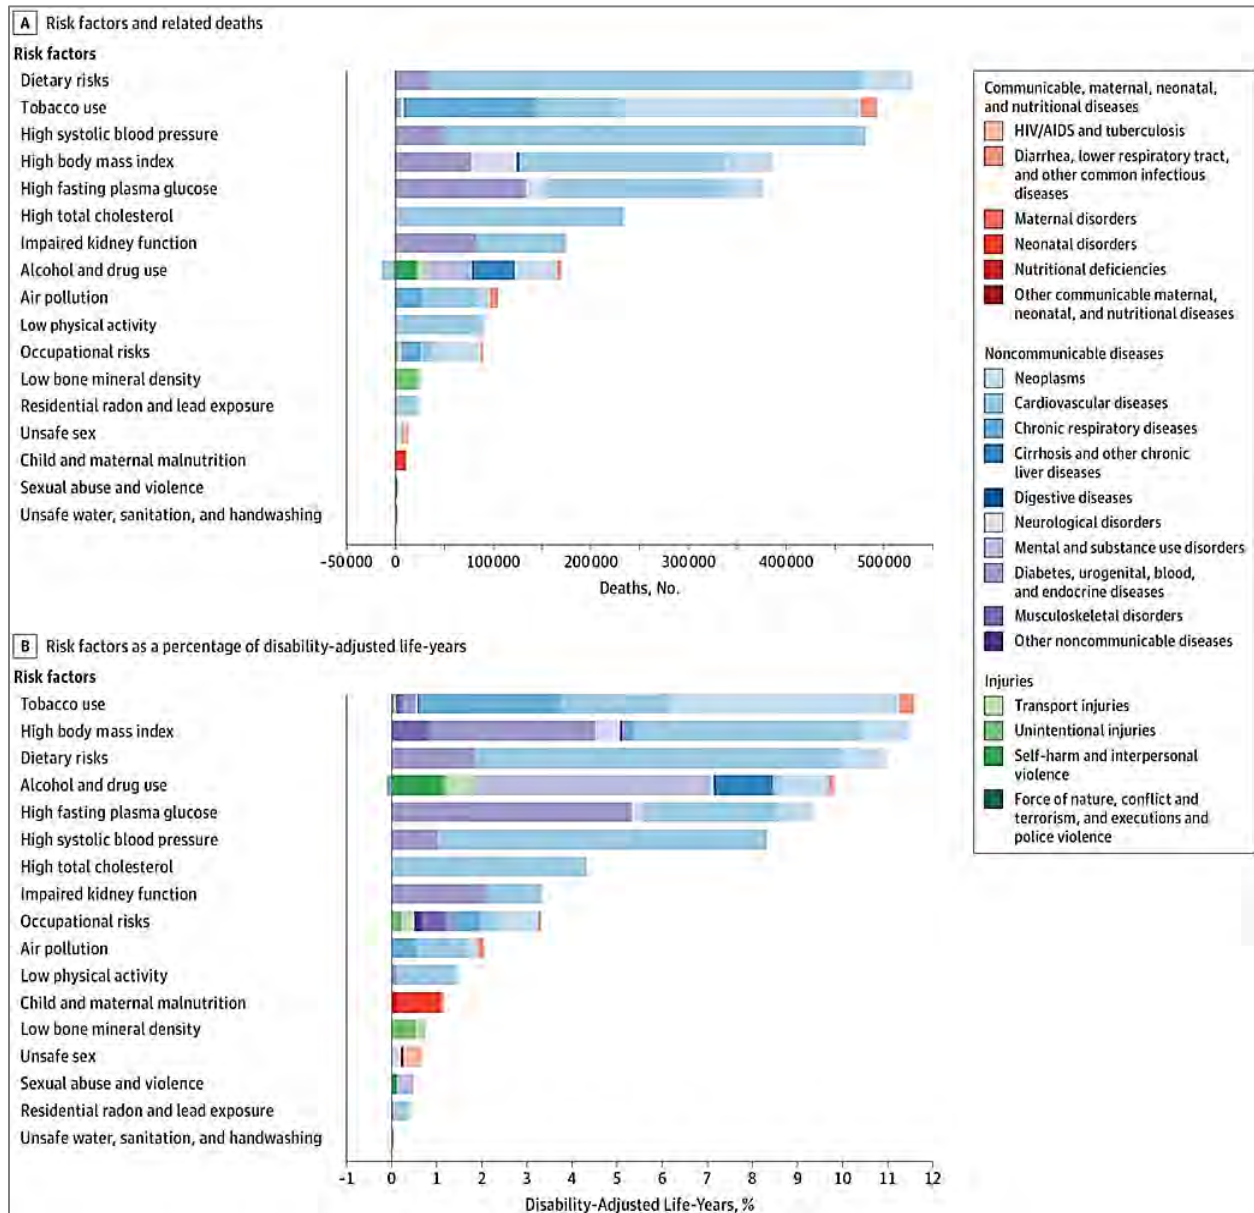 A Risk factors and related deaths
Risk factors
Dietary risks
Tobacco use
High systolic blood pressure
High body mass index
High fasting plasma glucose
High total cholesterol
Impaired kidney function
Alcohol and drug use
Air pollution
Low physical activity
Occupational risks
Low bone mineral density
Residential radon and lead exposure
Unsafe sex
Child and maternal malnutrition
Sexual abuse and violence
Unsafe water, sanitation, and handwashing
–50000 0 100000 200000 300000 400000 500000
Deaths, No.
B Risk factors as a percentage of disability-adjusted life-years
Risk factors
Tobacco use
High body mass index
Dietary risks
Alcohol and drug use
High fasting plasma glucose
High systolic blood pressure
High total cholesterol
Impaired kidney function
Occupational risks
Air pollution
Low physical activity
Child and maternal malnutrition
Low bone mineral density
Unsafe sex
Sexual abuse and violence
Residential radon and lead exposure
Unsafe water, sanitation, and handwashing
-1 0 1 2 3 4 5 6 7 8 9 10 11 12
Disability-Adjusted Life-Years, %
Communicable, maternal, neonatal,
and nutritional diseases
HIV/AIDS and tuberculosis
Diarrhea, lower respiratory tract,
and other common infectious
diseases
Maternal disorders
Neonatal disorders
Nutritional deficiencies
Other communicable maternal,
neonatal, and nutritional diseases
Noncommunicable diseases
Neoplasms
Cardiovascular diseases
Chronic respiratory diseases
Cirrhosis and other chronic
liver diseases
Digestive diseases
Neurological disorders
Mental and substance use disorders
Diabetes, urogenital, blood,
and endocrine diseases
Musculoskeletal disorders
Other noncommunicable diseases
Injuries
Transport injuries
Unintentional injuries
Self-harm and interpersonal
violence
Force of nature, conflict and
terrorism, and executions and
police violence